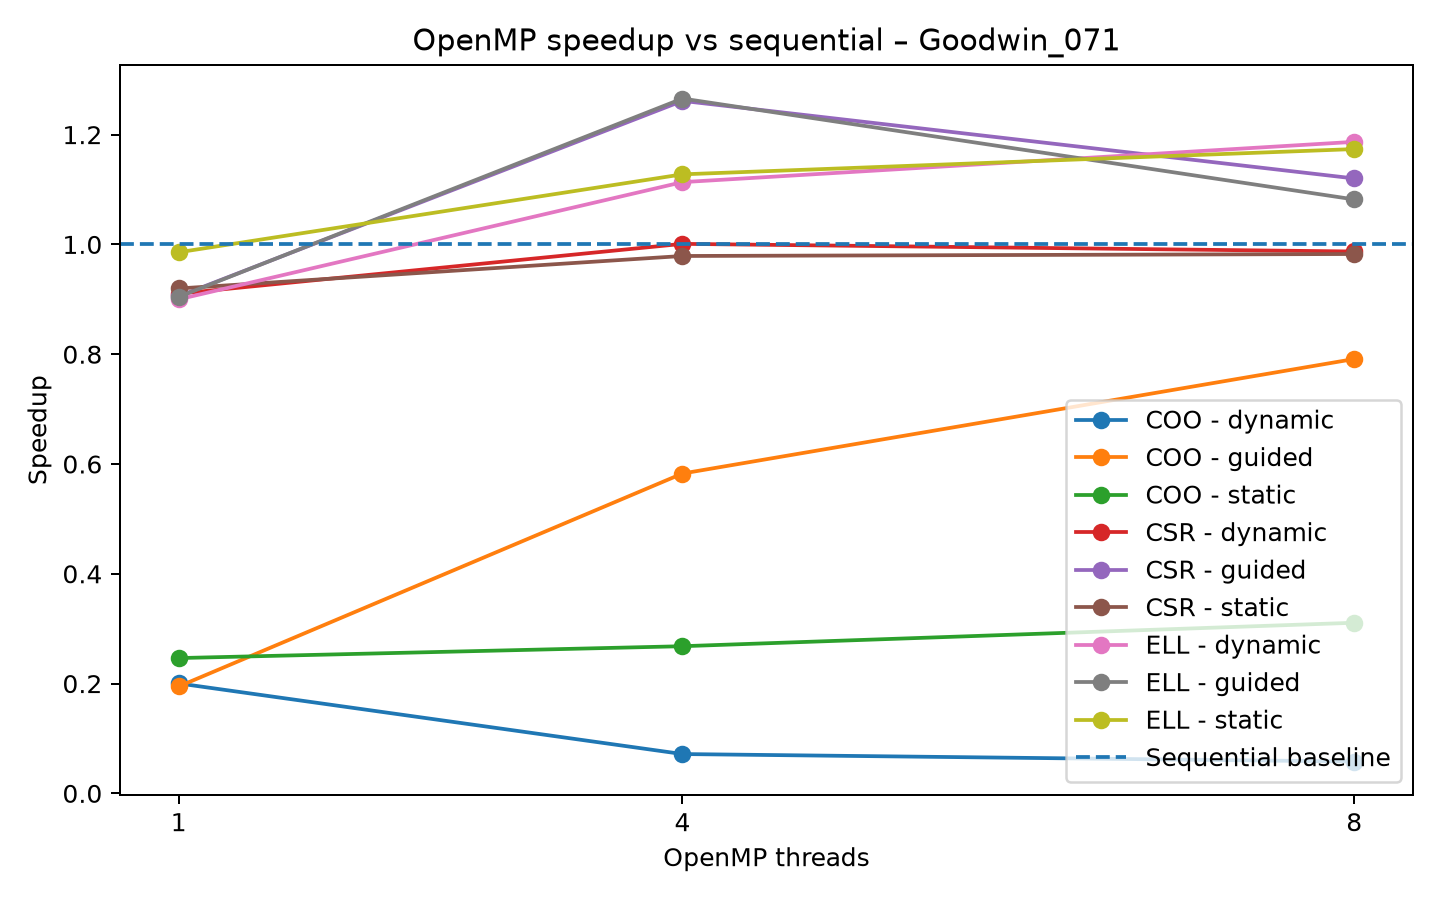 OpenMP speedup vs sequential – Goodwin_071
Speedup
1.2
1.0
0.8
0.6
0.4
0.2
0.0
COO - dynamic
COO - guided
COO - static
CSR - dynamic
CSR - guided
CSR - static
ELL - dynamic
ELL - guided
ELL - static
Sequential baseline
1 4 8
OpenMP threads